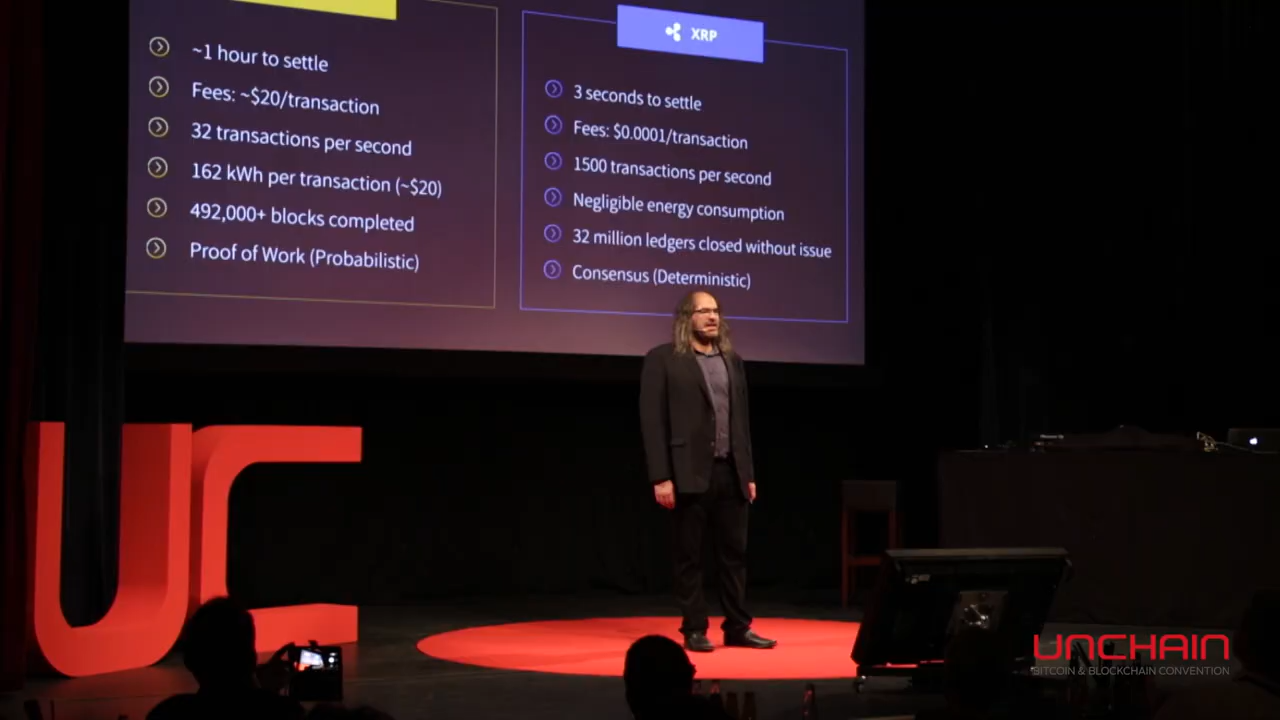 ~1 hour to settle
Fees: ~$20/transaction
32 transactions per second
162 kWh per transaction (~$20)
492,000+ blocks completed
Proof of Work (Probabilistic)
XRP
3 seconds to settle
Fees: $0.0001/transaction
1500 transactions per second
Negligible energy consumption
32 million ledgers closed without issue
Consensus (Deterministic)
UC
UNCHAIN
BITCOIN & BLOCKCHAIN CONVENTION